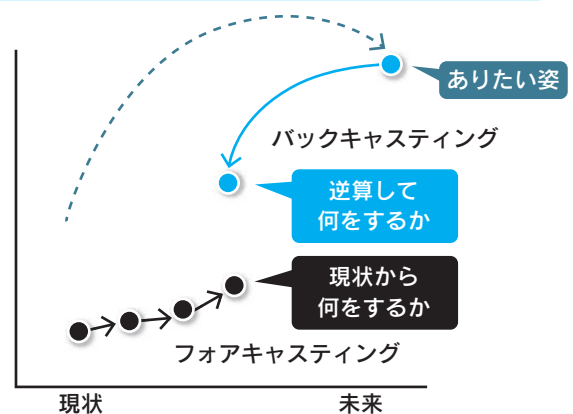 ありたい姿
バックキャスティング
逆算して
何をするか
現状から
何をするか
フォアキャスティング
現状
未来